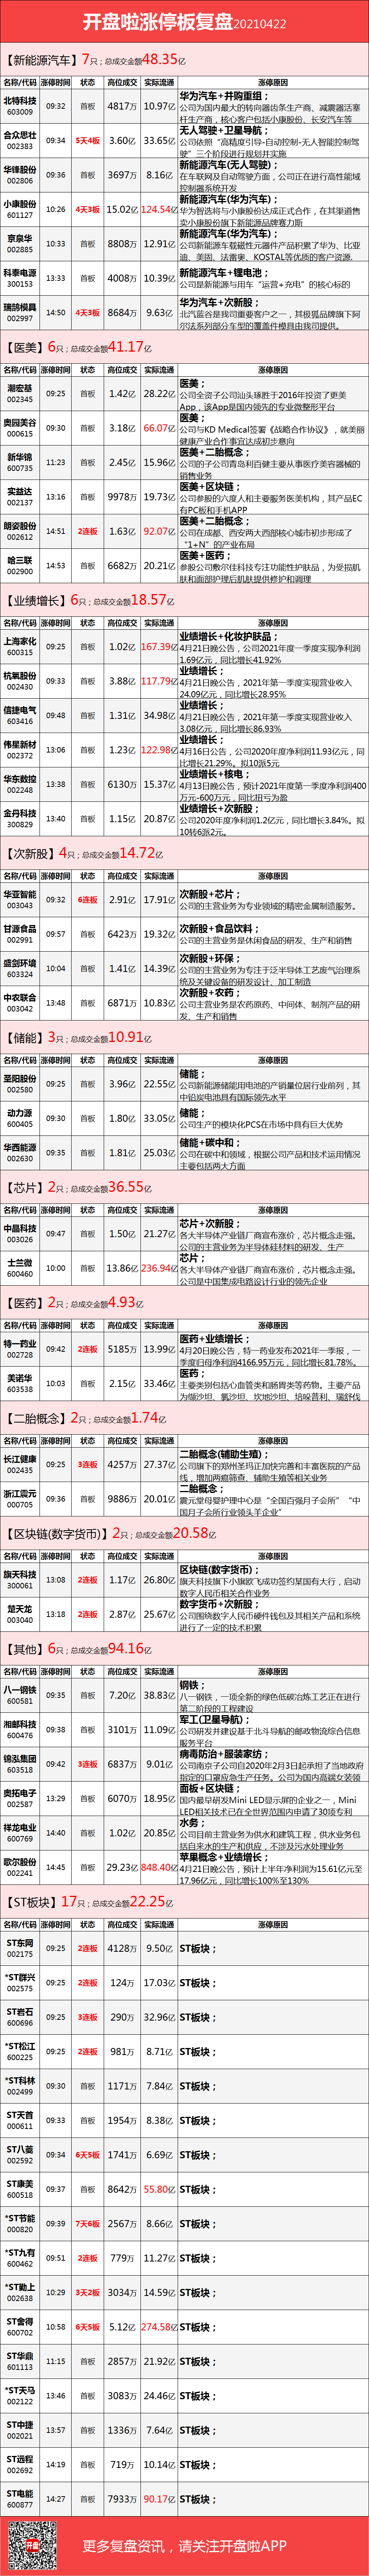 开盘啦涨停板复盘20210422
【新能源汽车】7只；总成交金额48.35亿
名称/代码 涨停时间 状态 高位成交 实际流通 涨停原因
北特科技 603009 09:32 首板 4817万 10.97亿 华为汽车+并购重组；
公司为国内最大的转向器齿条生产商、减震器活塞
杆生产商，核心客户包括小康股份、长安汽车等
合众思壮 002383 09:34 5天4板 3.60亿 33.65亿 无人驾驶+卫星导航；
公司依照“高精度引导-自动控制-无人智能控制驾
驶”三个阶段进行规划并实施
华锋股份 002806 09:36 首板 3697万 8.16亿 新能源汽车(无人驾驶)；
在车联网及自动驾驶方面，公司正在进行高性能域
控制器系统开发
小康股份 601127 10:26 4天3板 15.02亿 124.54亿 新能源汽车(华为汽车)；
华为智选将与小康股份达成正式合作，在其渠道售
卖小康股份旗下新能源品牌赛力斯
京泉华 002885 10:33 首板 8808万 12.91亿 新能源汽车(华为汽车)；
公司新能源车载磁性元器件产品积累了华为、比亚
迪、美固、法雷奥、KOSTAL等优质的客户资源.
科泰电源 300153 13:33 首板 4008万 10.39亿 新能源汽车+锂电池；
公司是新能源与用车“运营+充电”的核心标的
瑞鹄模具 002997 14:50 4天3板 8684万 9.63亿 华为汽车+次新股；
北汽蓝谷是我司重要客户之一，其极狐品牌旗下阿
尔法系列部分车型的覆盖件模具由我司提供。
【医美】6只；总成交金额41.17亿
名称/代码 涨停时间 状态 高位成交 实际流通 涨停原因
潮宏基 002345 09:25 首板 1.42亿 28.22亿 医美；
公司全资子公司汕头琢胜于2016年投资了更美
App，该App是国内领先的专业微整形平台
奥园美谷 000615 09:30 首板 3.18亿 66.07亿 医美；
公司与KD Medical签署《战略合作协议》，就美丽
健康产业合作事宜达成初步意向
新华锦 600735 11:23 首板 2.45亿 15.96亿 医美+二胎概念；
公司的子公司青岛利百健主要从事医疗美容器械的
销售业务
实益达 002137 13:16 首板 9978万 19.73亿 医美+区块链；
公司参股的六度人和主要服务医美机构，其产品EC
有PC板和手机APP
朗姿股份 002612 14:51 2连板 1.63亿 92.07亿 医美+二胎概念；
公司在成都、西安两大西部核心城市初步形成了
“1+N”的产业布局
哈三联 002900 14:53 首板 6682万 20.21亿 医美+医药；
参股公司敷尔佳科技专注功能性护肤品，为受损肌
肤和面部护理后肌肤提供修护和调理
【业绩增长】6只；总成交金额18.57亿
名称/代码 涨停时间 状态 高位成交 实际流通 涨停原因
上海家化 600315 09:25 首板 1.02亿 167.39亿 业绩增长+化妆护肤品；
4月21日晚公告，公司2021年度一季度实现净利润
1.69亿元，同比增长41.92%
杭氧股份 002430 09:33 首板 3.88亿 117.79亿 业绩增长；
4月21日晚公告，2021年第一季度实现营业收入
24.09亿元，同比增长28.95%
信捷电气 603416 09:48 首板 1.31亿 34.98亿 业绩增长；
4月21日晚公告，2021年第一季度实现营业收入
3.08亿元，同比增长86.93%
伟星新材 002372 13:06 首板 1.23亿 122.98亿 业绩增长；
4月16日公告，公司2020年度净利润11.93亿元，同
比增长21.29%。拟10派5元
华东数控 002248 13:38 首板 6130万 15.37亿 业绩增长+核电；
4月13日晚公告，预计2021年度第一季度净利润400
万元-600万元，同比扭亏为盈
金丹科技 300829 13:40 首板 1.15亿 20.87亿 业绩增长+次新股；
公司2020年度净利润1.2亿元，同比增长3.84%。拟
10转6派2元。
【次新股】4只；总成交金额14.72亿
名称/代码 涨停时间 状态 高位成交 实际流通 涨停原因
华亚智能 003043 09:32 6连板 2.91亿 17.91亿 次新股+芯片；
公司的主营业务为专业领域的精密金属制造服务。
甘源食品 002991 09:57 首板 6423万 19.32亿 次新股+食品饮料；
公司的主营业务是休闲食品的研发、生产和销售
盛剑环境 603324 10:04 首板 1.41亿 14.39亿 次新股+环保；
公司的主营业务为专注于泛半导体工艺废气治理系
统及关键设备的研发设计、加工制造
中农联合 003042 13:48 首板 6871万 10.83亿 次新股+农药；
公司主营业务是农药原药、中间体、制剂产品的研
发、生产和销售
【储能】3只；总成交金额10.91亿
名称/代码 涨停时间 状态 高位成交 实际流通 涨停原因
圣阳股份 002580 09:25 首板 3.96亿 22.55亿 储能；
公司新能源储能用电池的产销量位居行业前列，其
中铅炭电池具有国际领先水平
动力源 600405 09:30 首板 1.80亿 33.05亿 储能；
公司生产的模块化PCS在市场中具有巨大优势
华西能源 002630 09:35 首板 1.81亿 25.03亿 储能+碳中和；
公司在碳中和领域，根据公司产品和技术运用情况
主要包括两大方面
【芯片】2只；总成交金额36.55亿
名称/代码 涨停时间 状态 高位成交 实际流通 涨停原因
中晶科技 003026 09:47 首板 1.50亿 21.27亿 芯片+次新股；
各大半导体产业链厂商宣布涨价，芯片概念走强。
公司的主营业务为半导体硅材料的研发、生产
士兰微 600460 10:00 首板 13.86亿 236.94亿 芯片；
各大半导体产业链厂商宣布涨价，芯片概念走强。
公司是中国集成电路设计行业的领先企业
【医药】2只；总成交金额4.93亿
名称/代码 涨停时间 状态 高位成交 实际流通 涨停原因
特一药业 002728 09:42 2连板 5185万 13.99亿 医药+业绩增长；
4月20日晚公告，特一药业发布2021年一季报，一
季度归母净利润4166.95万元，同比增长81.78%。
美诺华 603538 10:03 首板 2.15亿 33.46亿 医药；
主要类别包括心血管类和肠胃类等药物。主要产品
为缬沙坦、氯沙坦、坎地沙坦、培哚普利、瑞舒伐
【二胎概念】2只；总成交金额1.74亿
名称/代码 涨停时间 状态 高位成交 实际流通 涨停原因
长江健康 002435 09:25 3连板 4257万 27.37亿 二胎概念(辅助生殖)；
公司旗下的郑州圣玛正加快完善和丰富医院的产品
线，增加两癌筛查、辅助生殖等相关业务
浙江震元 000705 09:36 首板 9886万 20.01亿 二胎概念；
震元堂母婴护理中心是“全国百强月子会所”“中
国月子会所行业领头羊企业”
【区块链(数字货币)】2只；总成交金额20.58亿
名称/代码 涨停时间 状态 高位成交 实际流通 涨停原因
旗天科技 300061 13:08 2连板 1.17亿 26.80亿 区块链(数字货币)；
旗天科技旗下小旗欧飞成功签约某国有大行，启动
数字人民币相关合作业务
楚天龙 003040 13:18 2连板 2.87亿 25.67亿 数字货币+次新股；
公司围绕数字人民币硬件钱包及其相关产品和系统
进行了一定的技术积累
【其他】6只；总成交金额94.16亿
名称/代码 涨停时间 状态 高位成交 实际流通 涨停原因
八一钢铁 600581 09:35 首板 7.20亿 38.83亿 钢铁；
八一钢铁，一项全新的绿色低碳冶炼工艺正在进行
第二阶段的工程建设
湘邮科技 600476 09:38 首板 3101万 11.09亿 军工(卫星导航)；
公司研发并建设基于北斗导航的邮政物流综合信息
服务平台
锦泓集团 603518 09:42 3连板 6837万 9.01亿 病毒防治+服装家纺；
公司南京子公司自2020年2月3日起承担了当地政府
指定的口罩应急生产任务。公司为国内高端女装领
奥拓电子 002587 13:29 首板 6070万 18.95亿 面板+区块链；
国内最早研发Mini LED显示屏的企业之一，Mini
LED相关技术已在全世界范围内申请了30项专利
祥龙电业 600769 14:40 首板 1.02亿 20.85亿 水务；
公司目前主营业务为供水和建筑工程，供水业务包
括自来水的生产和供应，不涉及污水处理业务
歌尔股份 002241 14:45 首板 29.23亿 848.40亿 苹果概念+业绩增长；
4月21日晚公告，预计上半年净利润为15.61亿元至
17.96亿元，同比增长100%至130%
【ST板块】17只；总成交金额22.25亿
名称/代码 涨停时间 状态 高位成交 实际流通 涨停原因
ST东网 002175 09:25 2连板 4128万 9.50亿 ST板块；
*ST群兴 002575 09:25 2连板 124万 17.03亿 ST板块；
ST岩石 600696 09:25 3连板 290万 32.96亿 ST板块；
*ST松江 600225 09:25 2连板 981万 8.71亿 ST板块；
*ST科林 002499 09:30 首板 1171万 7.84亿 ST板块；
ST天首 000611 09:33 首板 1954万 8.38亿 ST板块；
ST八菱 002592 09:34 6天5板 1741万 6.69亿 ST板块；
ST康美 600518 09:37 首板 8642万 55.80亿 ST板块；
*ST节能 000820 09:39 7天6板 2567万 8.66亿 ST板块；
*ST九有 600462 09:51 2连板 779万 11.27亿 ST板块；
*ST勤上 002638 10:29 3天2板 3034万 14.59亿 ST板块；
ST舍得 600702 10:58 6天5板 5.12亿 274.58亿 ST板块；
ST华鼎 601113 11:15 首板 2857万 21.92亿 ST板块；
*ST天马 002122 13:46 首板 3083万 24.46亿 ST板块；
ST中捷 002021 13:57 首板 1336万 7.64亿 ST板块；
ST远程 002692 14:19 首板 719万 10.14亿 ST板块；
ST电能 600877 14:27 首板 7933万 90.17亿 ST板块；
开盘
更多复盘资讯，请关注开盘啦APP